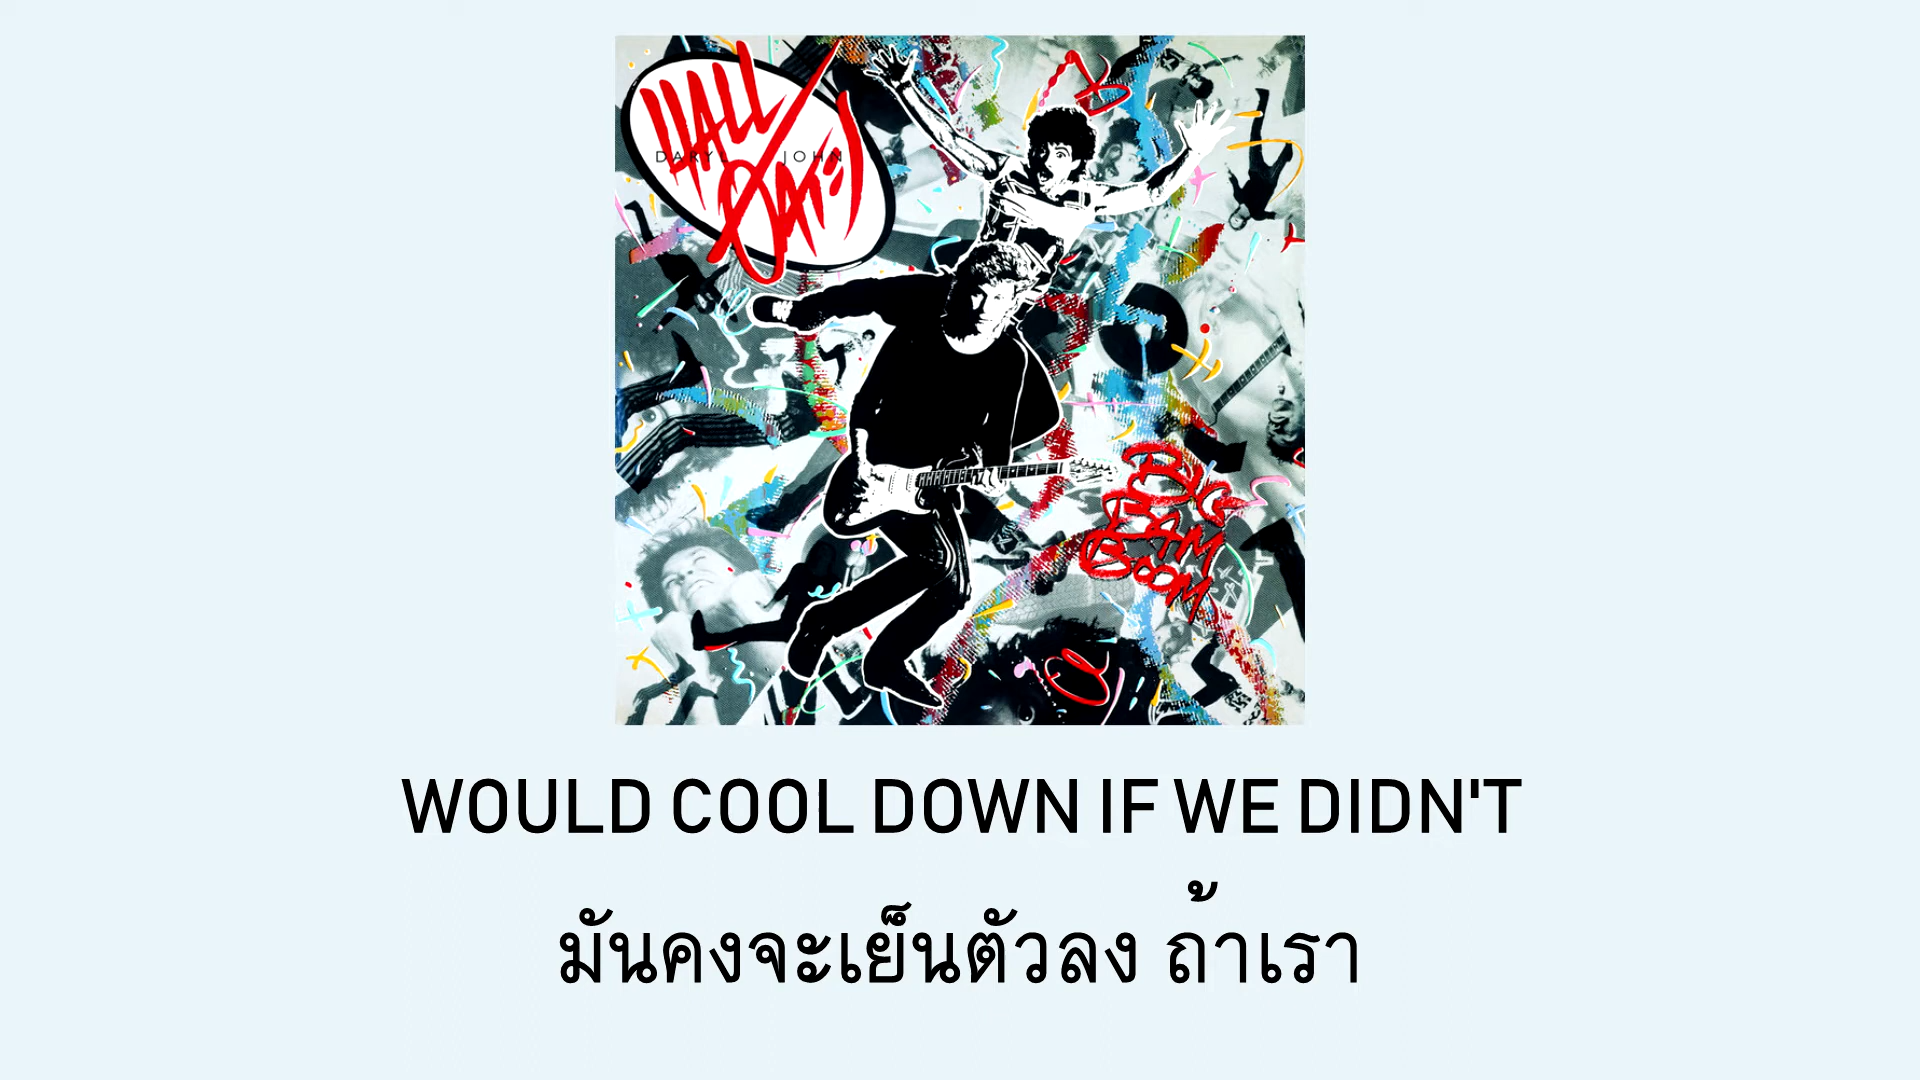 HALL
DARYL JOHN
OATES
BIG
BAM
BOOM
WOULD COOL DOWN IF WE DIDN'T
มันคงจะเย็นตัวลง ถ้าเรา